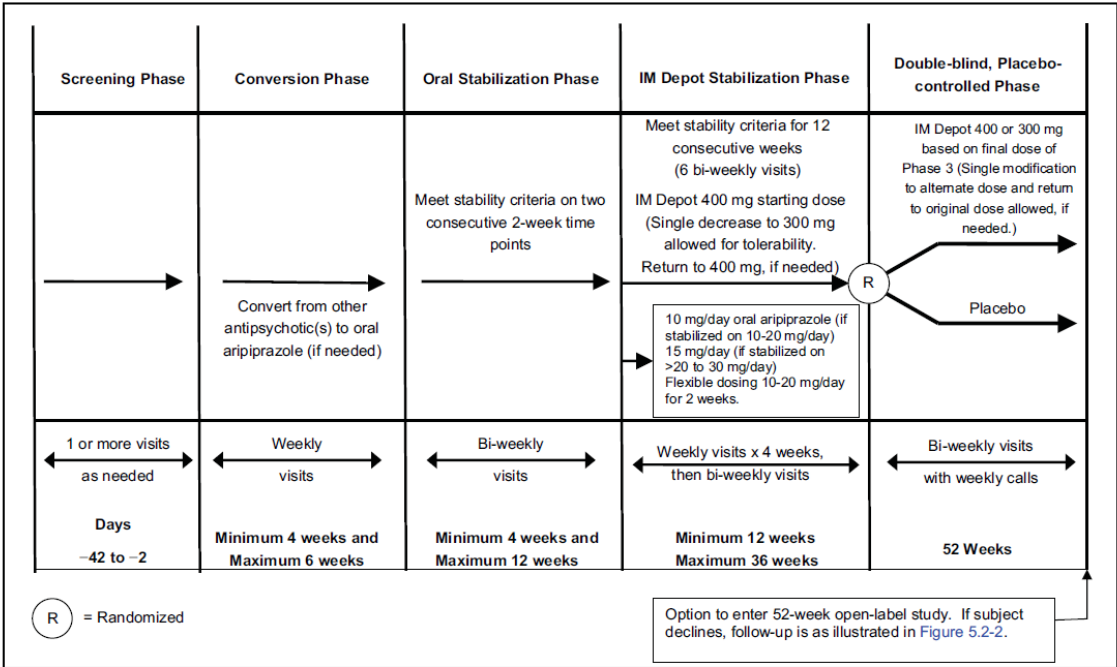 Screening Phase
Conversion Phase
Oral Stabilization Phase
IM Depot Stabilization Phase
Double-blind, Placebo-
controlled Phase
Convert from other
antipsychotic(s) to oral
aripiprazole (if needed)
Meet stability criteria on two
consecutive 2-week time
points
Meet stability criteria for 12
consecutive weeks
(6 bi-weekly visits)
IM Depot 400 mg starting dose
(Single decrease to 300 mg
allowed for tolerability.
Return to 400 mg, if needed)
10 mg/day oral aripiprazole (if
stabilized on 10-20 mg/day)
15 mg/day (if stabilized on
>20 to 30 mg/day)
Flexible dosing 10-20 mg/day
for 2 weeks.
R
IM Depot 400 or 300 mg
based on final dose of
Phase 3 (Single modification
to alternate dose and return
to original dose allowed, if
needed.)
Placebo
1 or more visits
as needed
Days
−42 to −2
Weekly
visits
Minimum 4 weeks and
Maximum 6 weeks
Bi-weekly
visits
Minimum 4 weeks and
Maximum 12 weeks
Weekly visits x 4 weeks,
then bi-weekly visits
Minimum 12 weeks
Maximum 36 weeks
Bi-weekly visits
with weekly calls
52 Weeks
R = Randomized
Option to enter 52-week open-label study. If subject
declines, follow-up is as illustrated in Figure 5.2-2.